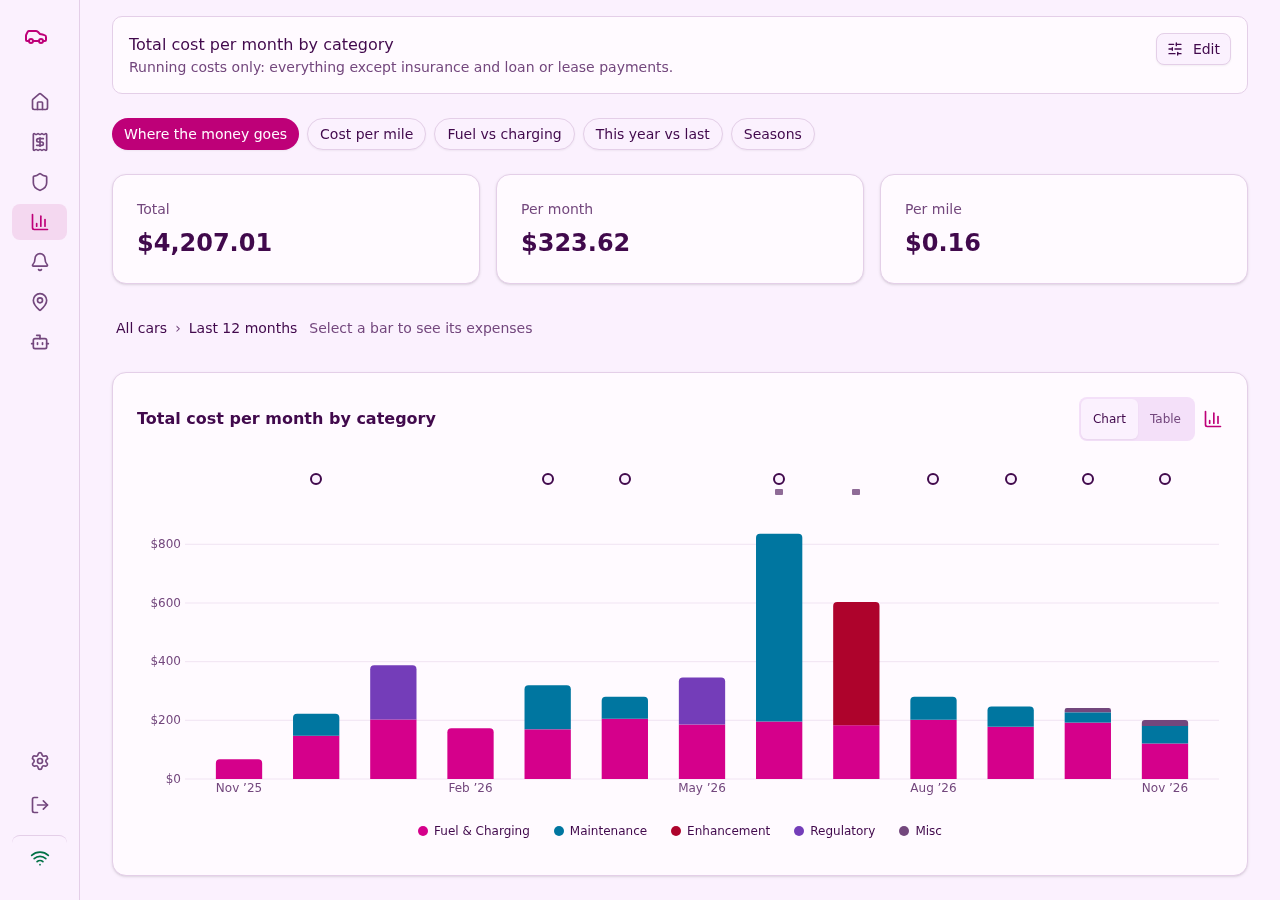 Total cost per month by category
Running costs only: everything except insurance and loan or lease payments.
Edit
Where the money goes
Cost per mile
Fuel vs charging
This year vs last
Seasons
Total
$4,207.01
Per month
$323.62
Per mile
$0.16
All cars › Last 12 months Select a bar to see its expenses
Total cost per month by category
Chart
Table
$800
$600
$400
$200
$0
Nov ’25
Feb ’26
May ’26
Aug ’26
Nov ’26
Fuel & Charging
Maintenance
Enhancement
Regulatory
Misc